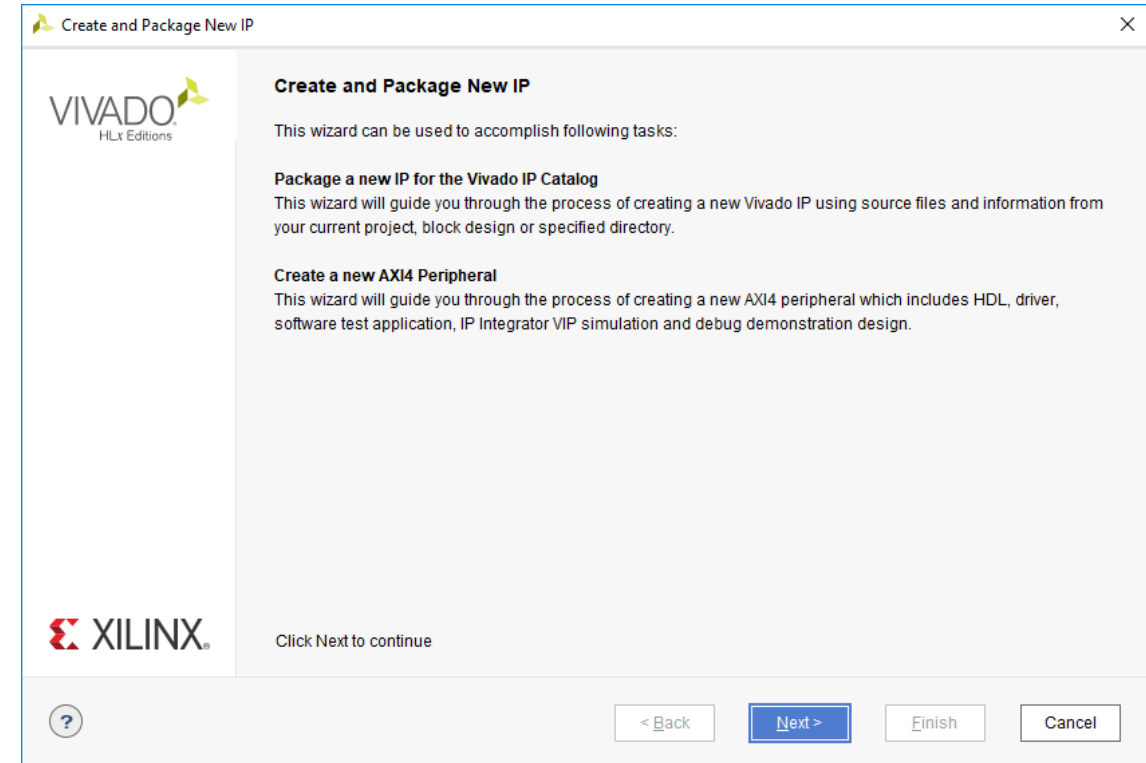 Create and Package New IP
VIVADO.
HLx Editions
Create and Package New IP
This wizard can be used to accomplish following tasks:
Package a new IP for the Vivado IP Catalog
This wizard will guide you through the process of creating a new Vivado IP using source files and information from
your current project, block design or specified directory.
Create a new AXI4 Peripheral
This wizard will guide you through the process of creating a new AXI4 peripheral which includes HDL, driver,
software test application, IP Integrator VIP simulation and debug demonstration design.
XILINX®
Click Next to continue
?
< Back
Next >
Finish
Cancel